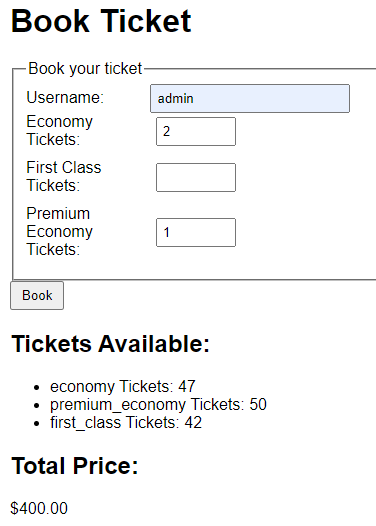 Book Ticket
Book your ticket
Username: admin
Economy
Tickets: 2
First Class
Tickets:
Premium
Economy
Tickets: 1
Book
Tickets Available:
economy Tickets: 47
premium_economy Tickets: 50
first_class Tickets: 42
Total Price:
$400.00